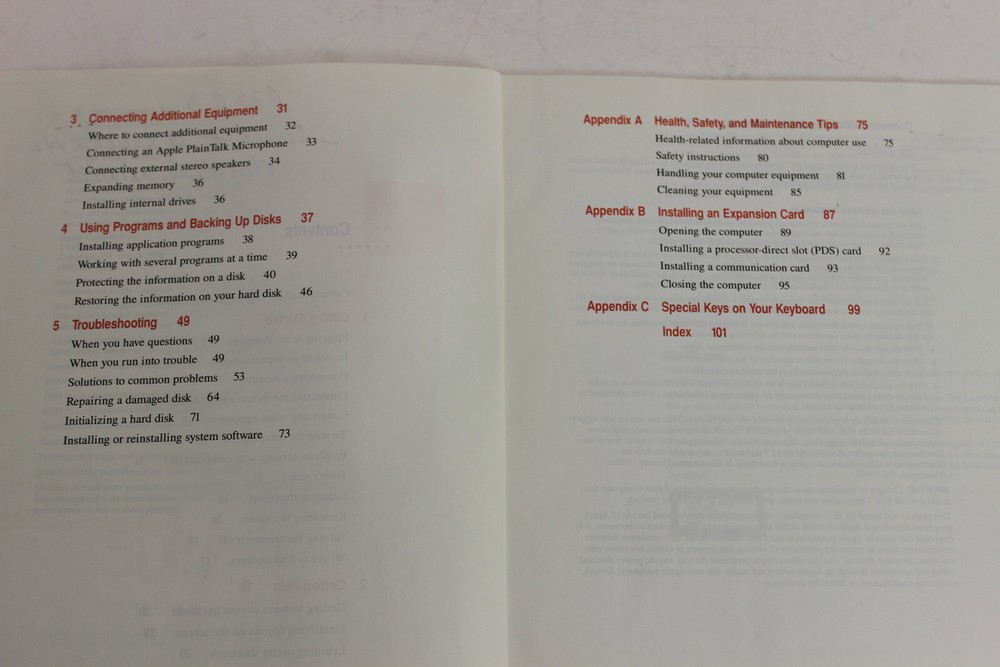 3 Connecting Additional Equipment 31
Where to connect additional equipment 32
Connecting an Apple PlainTalk Microphone 33
Connecting external stereo speakers 34
Expanding memory 36
Installing internal drives 36
4 Using Programs and Backing Up Disks 37
Installing application programs 38
Working with several programs at a time 39
Protecting the information on a disk 40
Restoring the information on your hard disk 46
5 Troubleshooting 49
When you have questions 49
When you run into trouble 49
Solutions to common problems 53
Repairing a damaged disk 64
Initializing a hard disk 71
Installing or reinstalling system software 73
Appendix A Health, Safety, and Maintenance Tips 75
Health-related information about computer use 75
Safety instructions 80
Handling your computer equipment 81
Cleaning your equipment 85
Appendix B Installing an Expansion Card 87
Opening the computer 89
Installing a processor-direct slot (PDS) card 92
Installing a communication card 93
Closing the computer 95
Appendix C Special Keys on Your Keyboard 99
Index 101